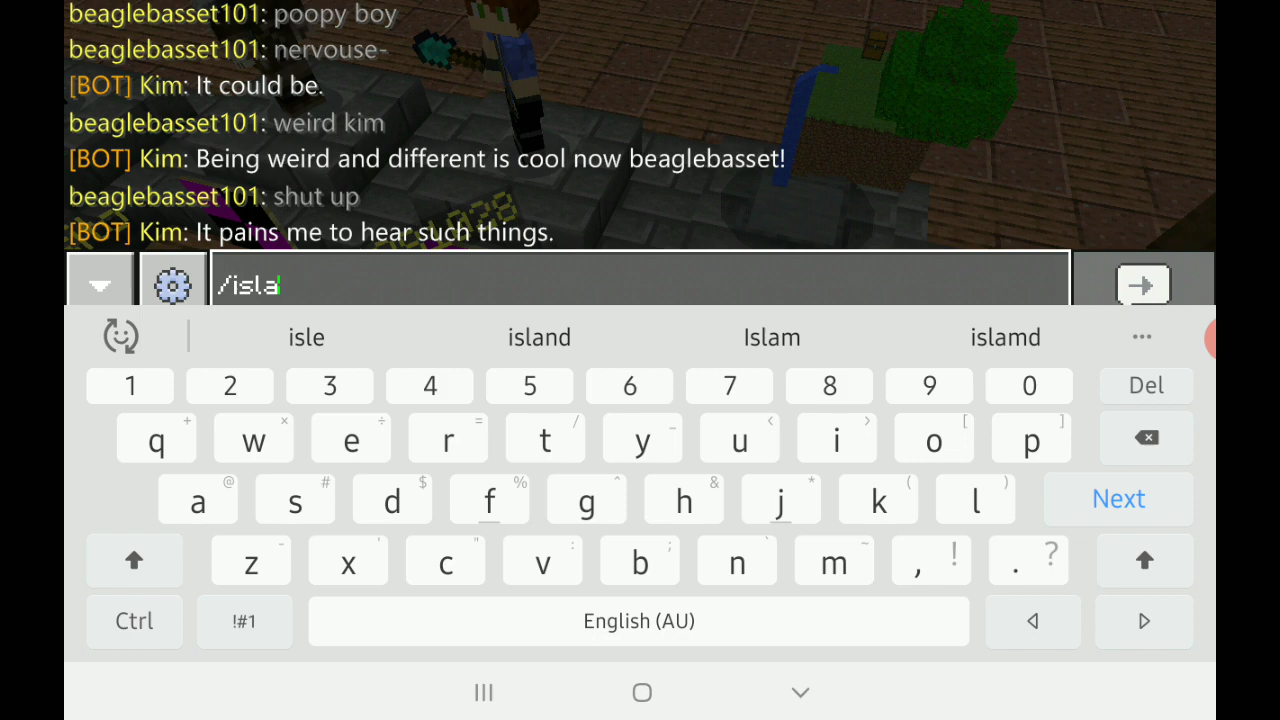 beaglebasset101: poopy boy
beaglebasset101: nervouse-
[BOT] Kim: It could be.
beaglebasset101: weird kim
[BOT] Kim: Being weird and different is cool now beaglebasset!
beaglebasset101: shut up
[BOT] Kim: It pains me to hear such things.
/isla
isle island Islam islamd ...
1 2 3 4 5 6 7 8 9 0 Del
q + w × e ÷ r = t / y _ u < i > o [ p ]
a @ s # d $ f % g ^ h & j * k ( l ) Next
z - x ' c " v : b ; n ` m ~ , ! . ?
Ctrl !#1 English (AU)